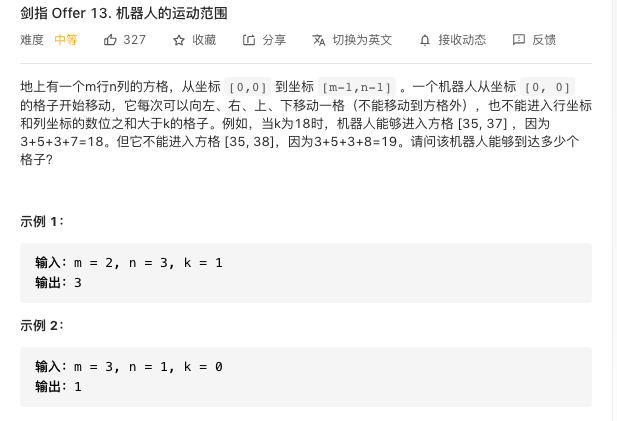 剑指 Offer 13. 机器人的运动范围
难度 中等 327 收藏 分享 切换为英文 接收动态 反馈
地上有一个m行n列的方格，从坐标 [0,0] 到坐标 [m-1,n-1] 。一个机器人从坐标 [0, 0]
的格子开始移动，它每次可以向左、右、上、下移动一格（不能移动到方格外），也不能进入行坐标
和列坐标的数位之和大于k的格子。例如，当k为18时，机器人能够进入方格 [35, 37] ，因为
3+5+3+7=18。但它不能进入方格 [35, 38]，因为3+5+3+8=19。请问该机器人能够到达多少个
格子？
示例 1：
输入：m = 2, n = 3, k = 1
输出：3
示例 2：
输入：m = 3, n = 1, k = 0
输出：1